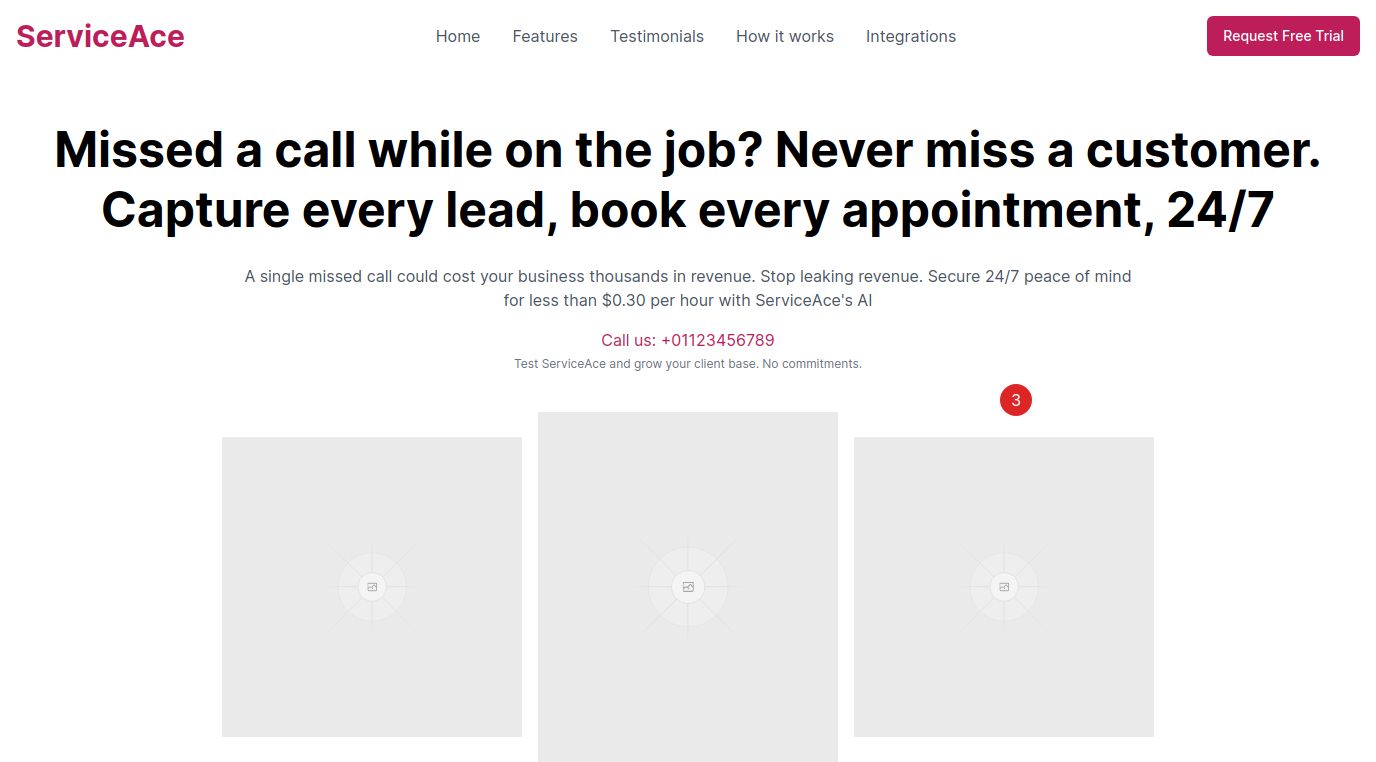 ServiceAce
Home
Features
Testimonials
How it works
Integrations
Request Free Trial
Missed a call while on the job? Never miss a customer.
Capture every lead, book every appointment, 24/7
A single missed call could cost your business thousands in revenue. Stop leaking revenue. Secure 24/7 peace of mind
for less than $0.30 per hour with ServiceAce's AI
Call us: +01123456789
Test ServiceAce and grow your client base. No commitments.
3